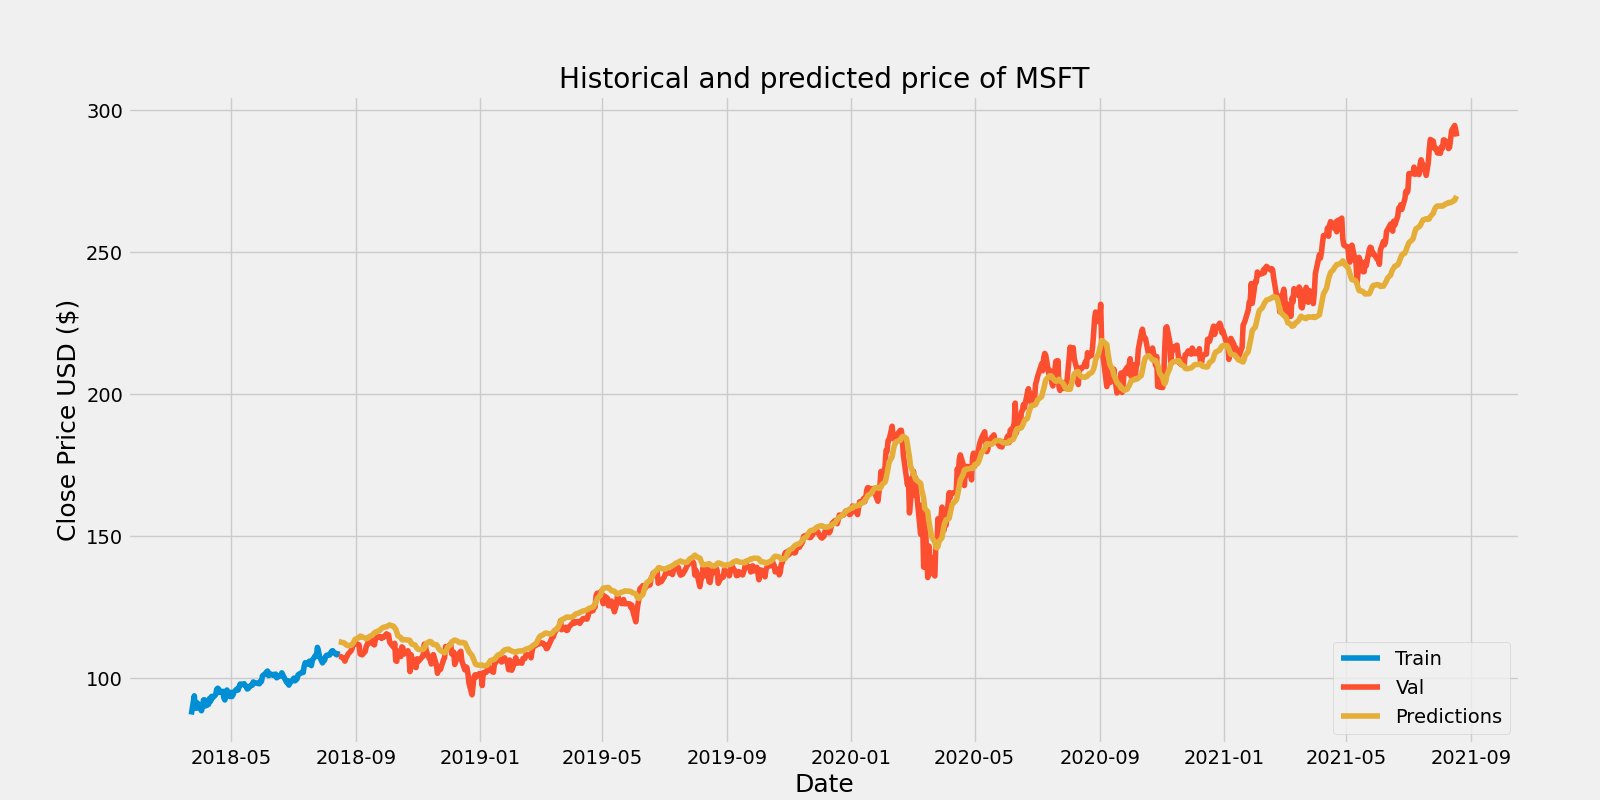 Historical and predicted price of MSFT
Close Price USD ($)
300
250
200
150
100
Train
Val
Predictions
2018-05 2018-09 2019-01 2019-05 2019-09 2020-01 2020-05 2020-09 2021-01 2021-05 2021-09
Date